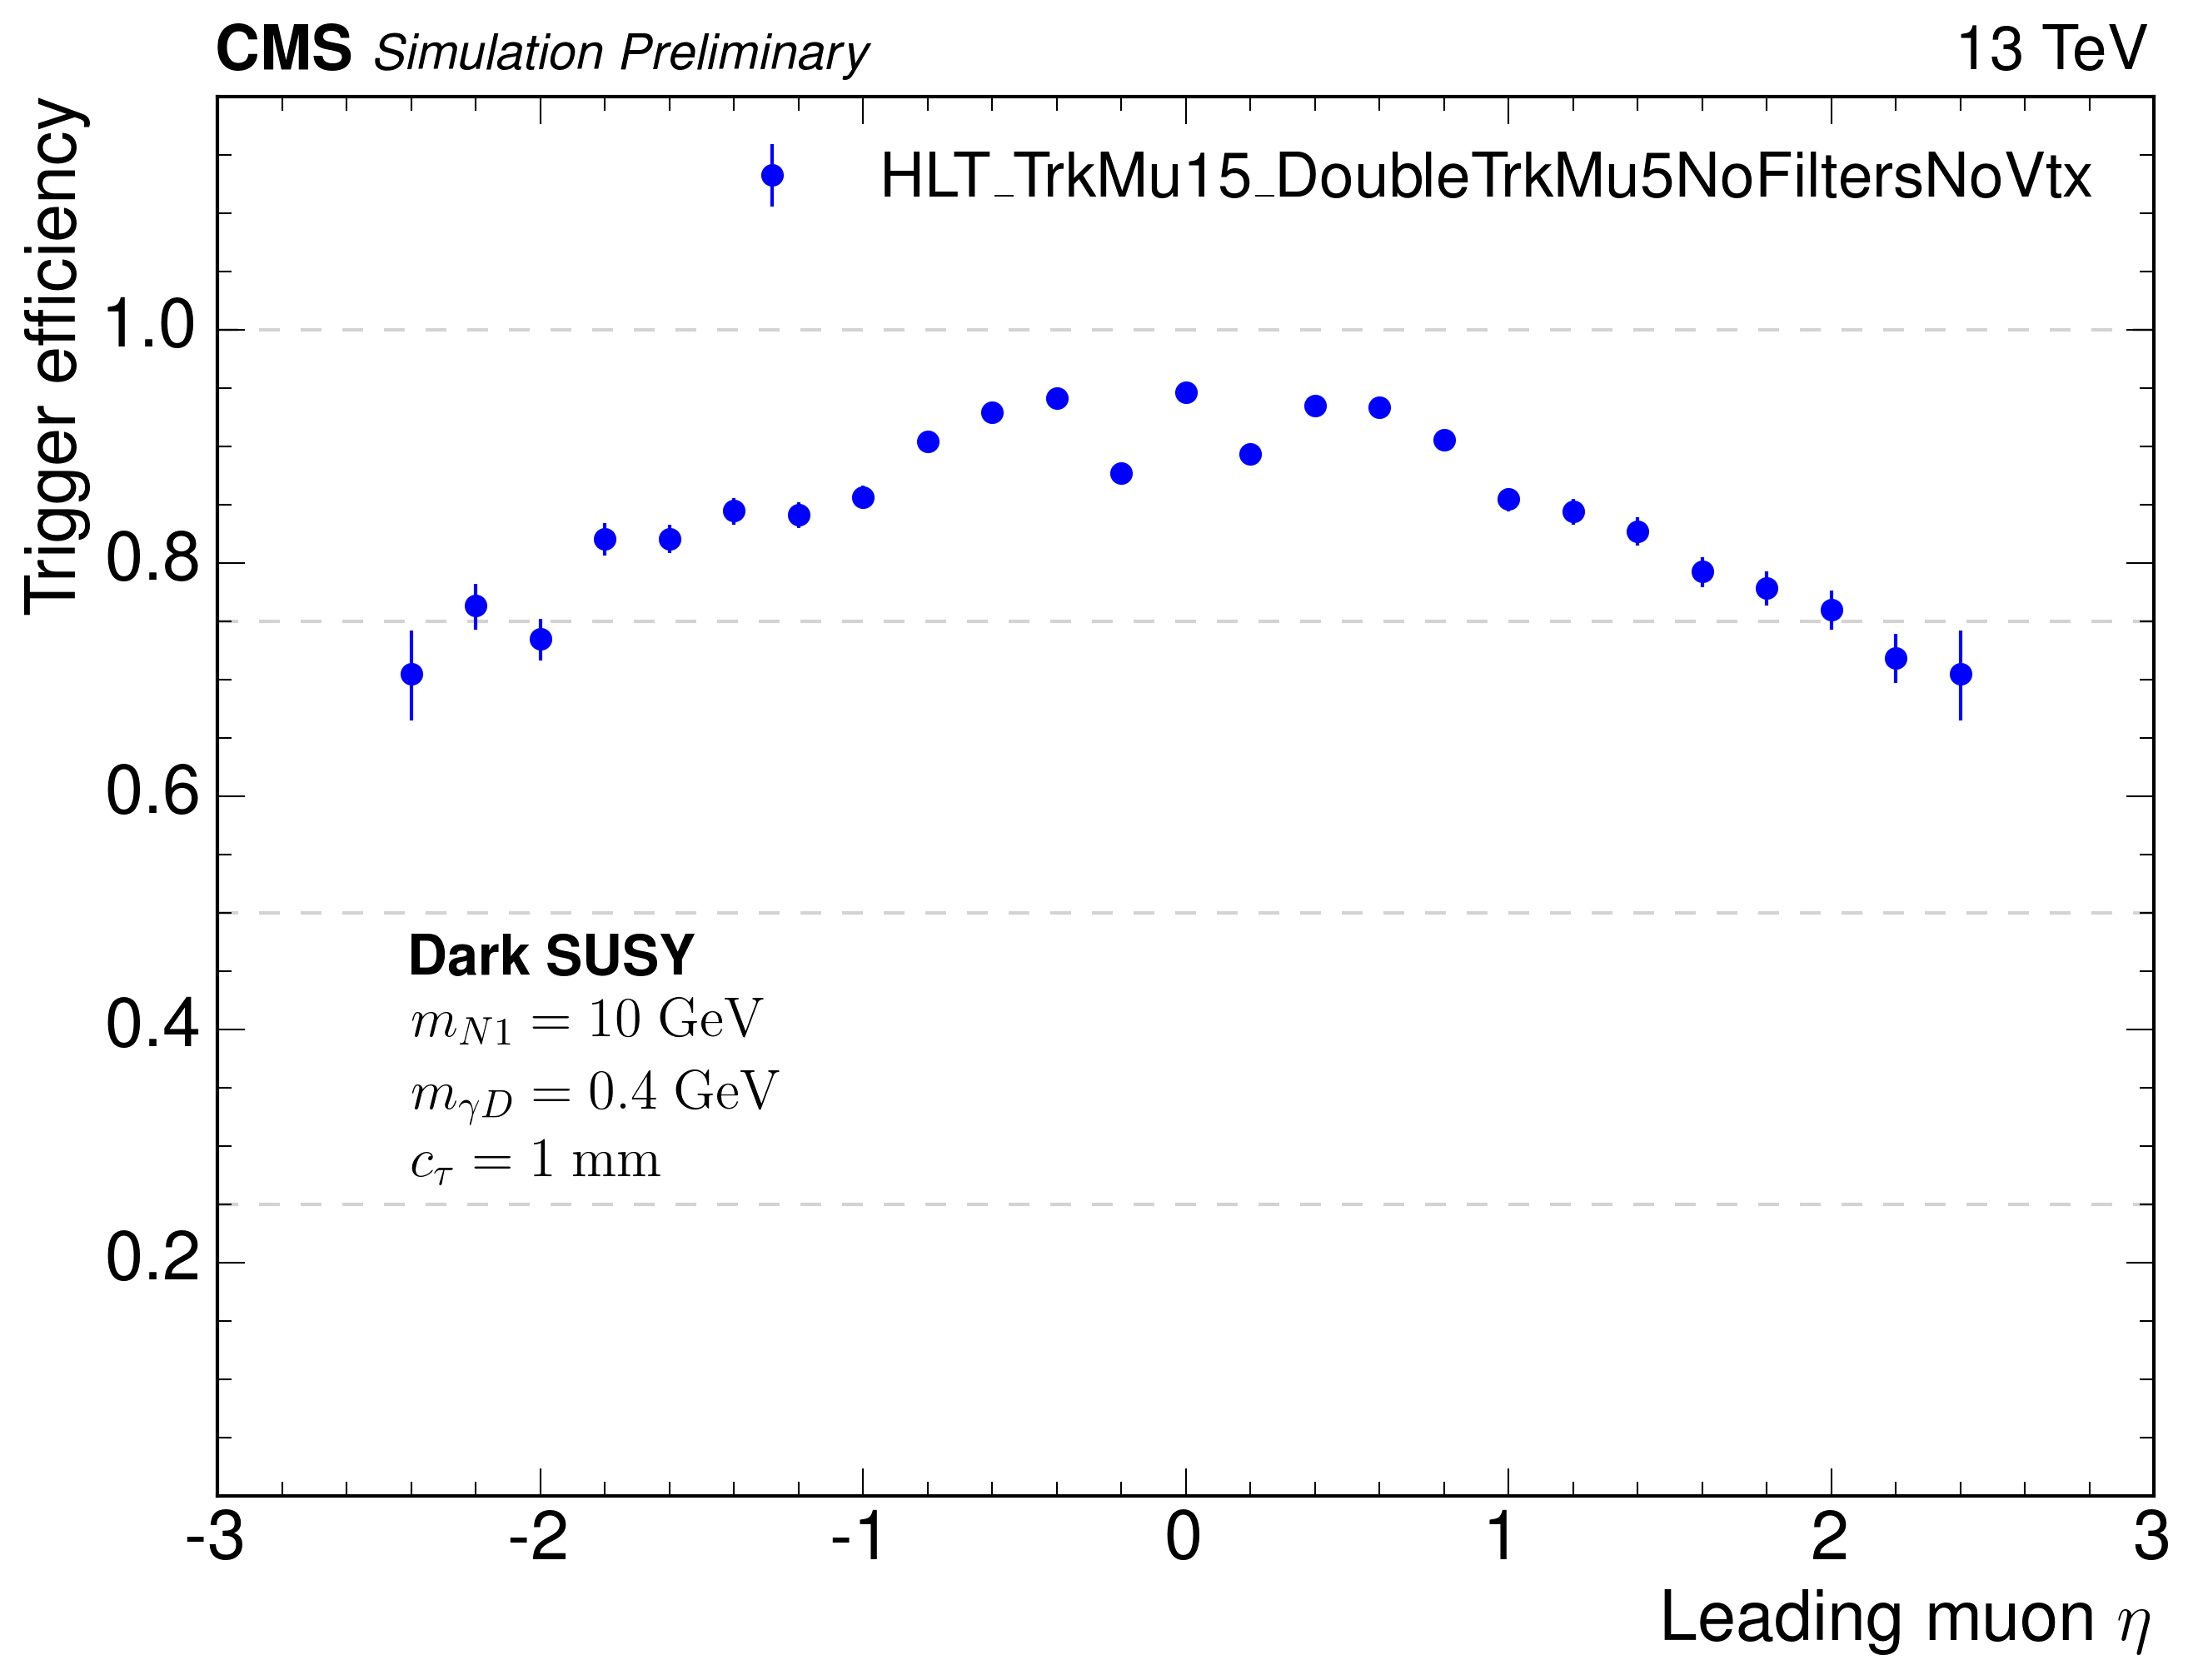 CMS Simulation Preliminary 13 TeV
Trigger efficiency
HLT_TrkMu15_DoubleTrkMu5NoFiltersNoVtx
1.0
0.8
0.6
0.4
0.2
Dark SUSY
m_{N1} = 10 GeV
m_{γD} = 0.4 GeV
c_τ = 1 mm
-3 -2 -1 0 1 2 3
Leading muon η